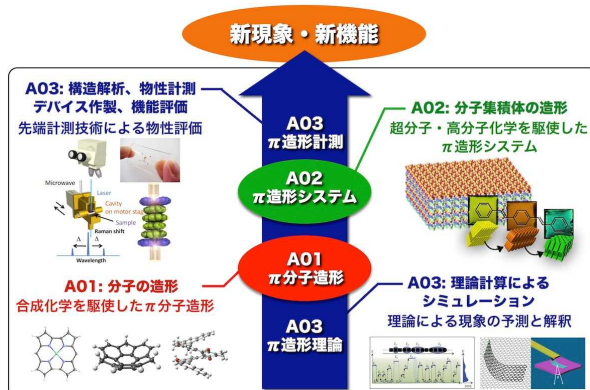 新現象・新機能
A03: 構造解析、物性計測
デバイス作製、機能評価
先端計測技術による物性評価
A03
π造形計測
A02: 分子集積体の造形
超分子・高分子化学を駆使した
π造形システム
A02
π造形システム
Microwave
Laser
Cavity
on motor stag
Sample
Raman shift
Δ
Δ
Wavelength
A01
π分子造形
A01: 分子の造形
合成化学を駆使したπ分子造形
A03: 理論計算による
シミュレーション
理論による現象の予測と解釈
A03
π造形理論